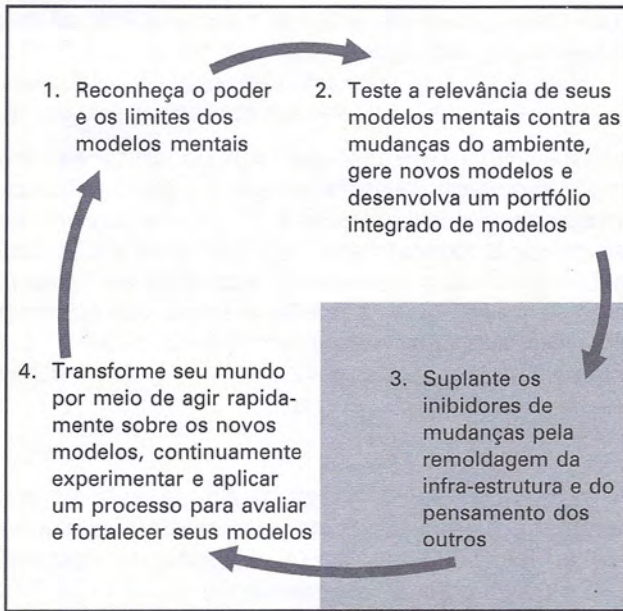 1. Reconheça o poder
e os limites dos
modelos mentais
2. Teste a relevância de seus
modelos mentais contra as
mudanças do ambiente,
gere novos modelos e
desenvolva um portfólio
integrado de modelos
3. Suplante os
inibidores de
mudanças pela
remoldagem da
infra-estrutura e do
pensamento dos
outros
4. Transforme seu mundo
por meio de agir rapida-
mente sobre os novos
modelos, continuamente
experimentar e aplicar
um processo para avaliar
e fortalecer seus modelos